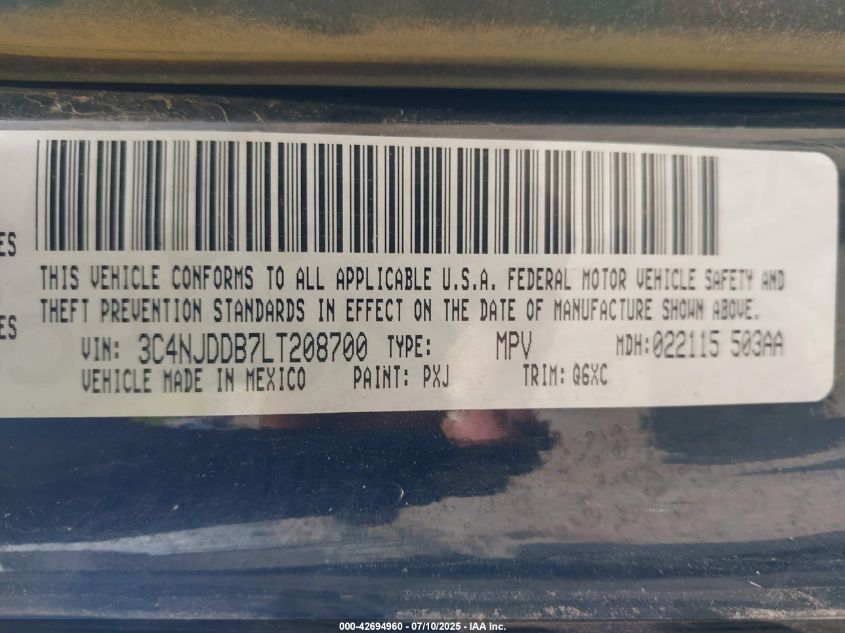 ES
THIS VEHICLE CONFORMS TO ALL APPLICABLE U.S.A. FEDERAL MOTOR VEHICLE SAFETY AND
THEFT PREVENTION STANDARDS IN EFFECT ON THE DATE OF MANUFACTURE SHOWN ABOVE.
ES
VIN: 3C4NJDDB7LT208700 TYPE: MPV MDH:022115 503AA
VEHICLE MADE IN MEXICO PAINT: PXJ TRIM: Q6XC
000-42694960 - 07/10/2025 - IAA Inc.